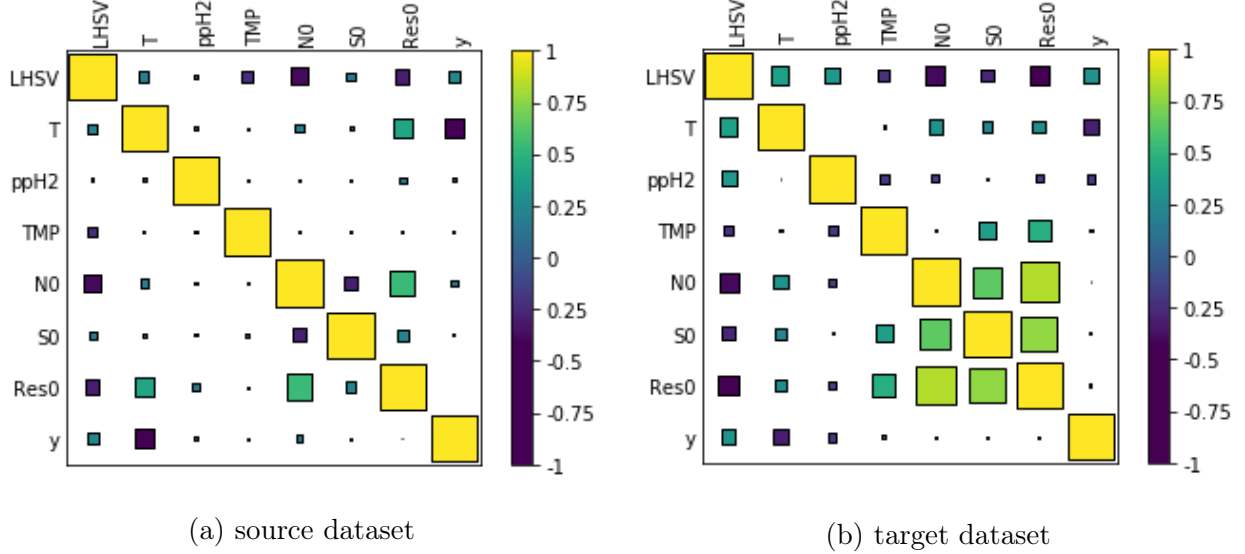 LHSV T ppH2 TMP N0 S0 Res0 y
LHSV
T
ppH2
TMP
N0
S0
Res0
y
1
0.75
0.5
0.25
0
0.25
-0.5
-0.75
-1
(a) source dataset
LHSV T ppH2 TMP N0 S0 Res0 y
LHSV
T
ppH2
TMP
N0
S0
Res0
y
1
0.75
0.5
0.25
0
0.25
-0.5
-0.75
-1
(b) target dataset